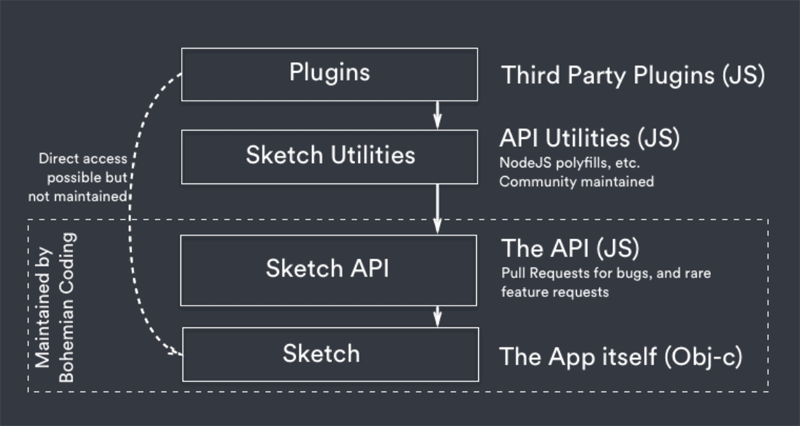 Plugins
Third Party Plugins (JS)
Sketch Utilities
API Utilities (JS)
NodeJS polyfills, etc.
Community maintained
Direct access
possible but
not maintained
Maintained by
Bohemian Coding
Sketch API
The API (JS)
Pull Requests for bugs, and rare
feature requests
Sketch
The App itself (Obj-c)